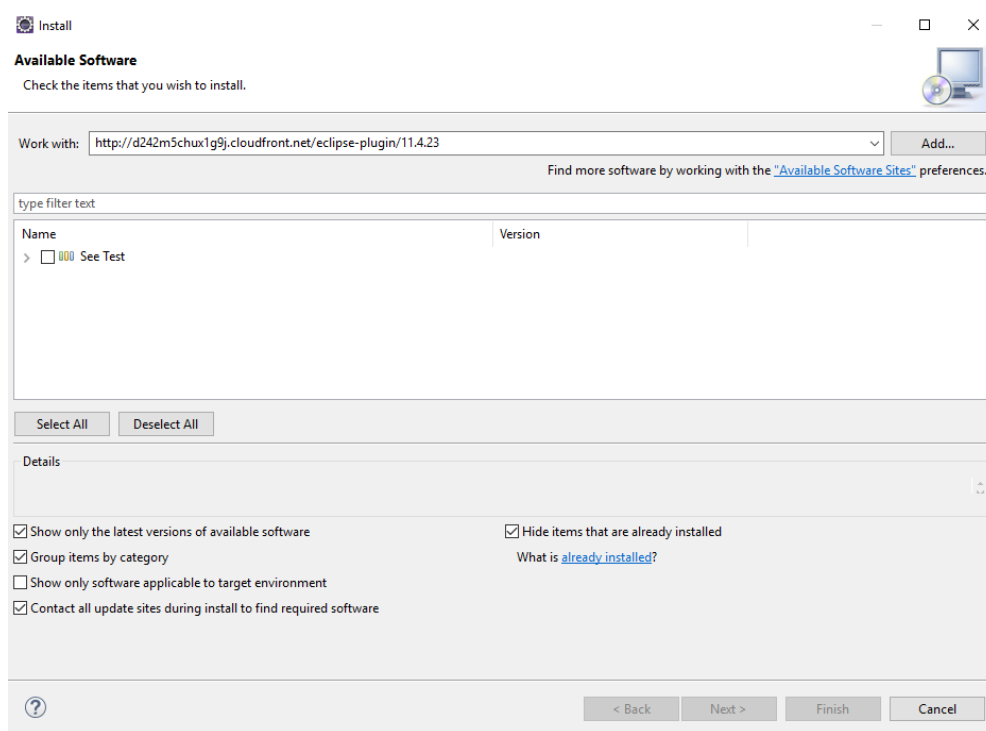 Install
Available Software
Check the items that you wish to install.
Work with: http://d242m5chux1g9j.cloudfront.net/eclipse-plugin/11.4.23 Add...
Find more software by working with the "Available Software Sites" preferences.
type filter text
Name Version
See Test
Select All Deselect All
Details
Show only the latest versions of available software Hide items that are already installed
Group items by category What is already installed?
Show only software applicable to target environment
Contact all update sites during install to find required software
? < Back Next > Finish Cancel